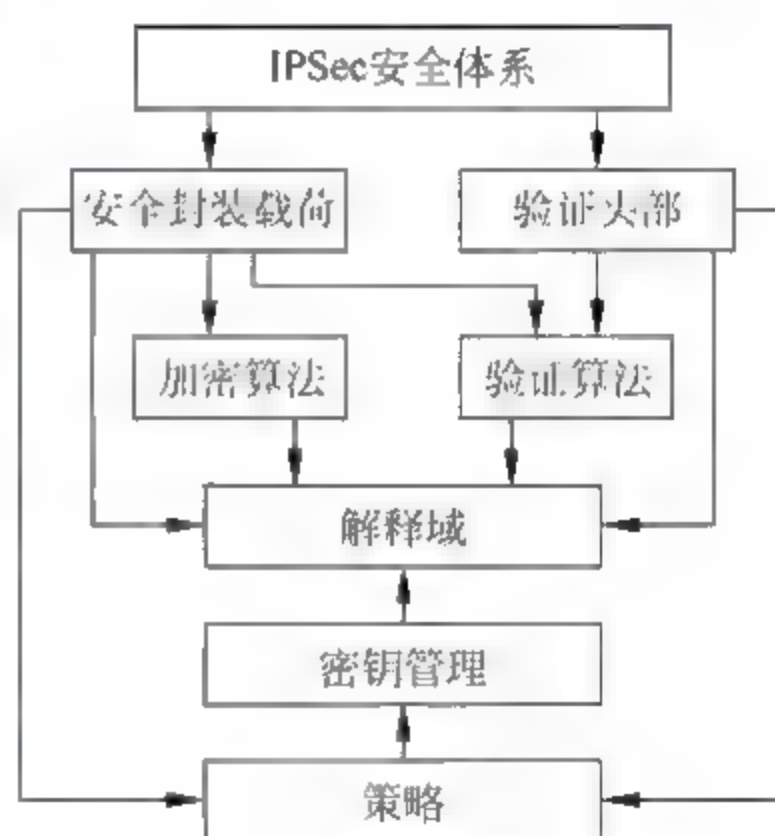 IPSec安全体系
安全封装载荷
验证头部
加密算法
验证算法
解释域
密钥管理
策略